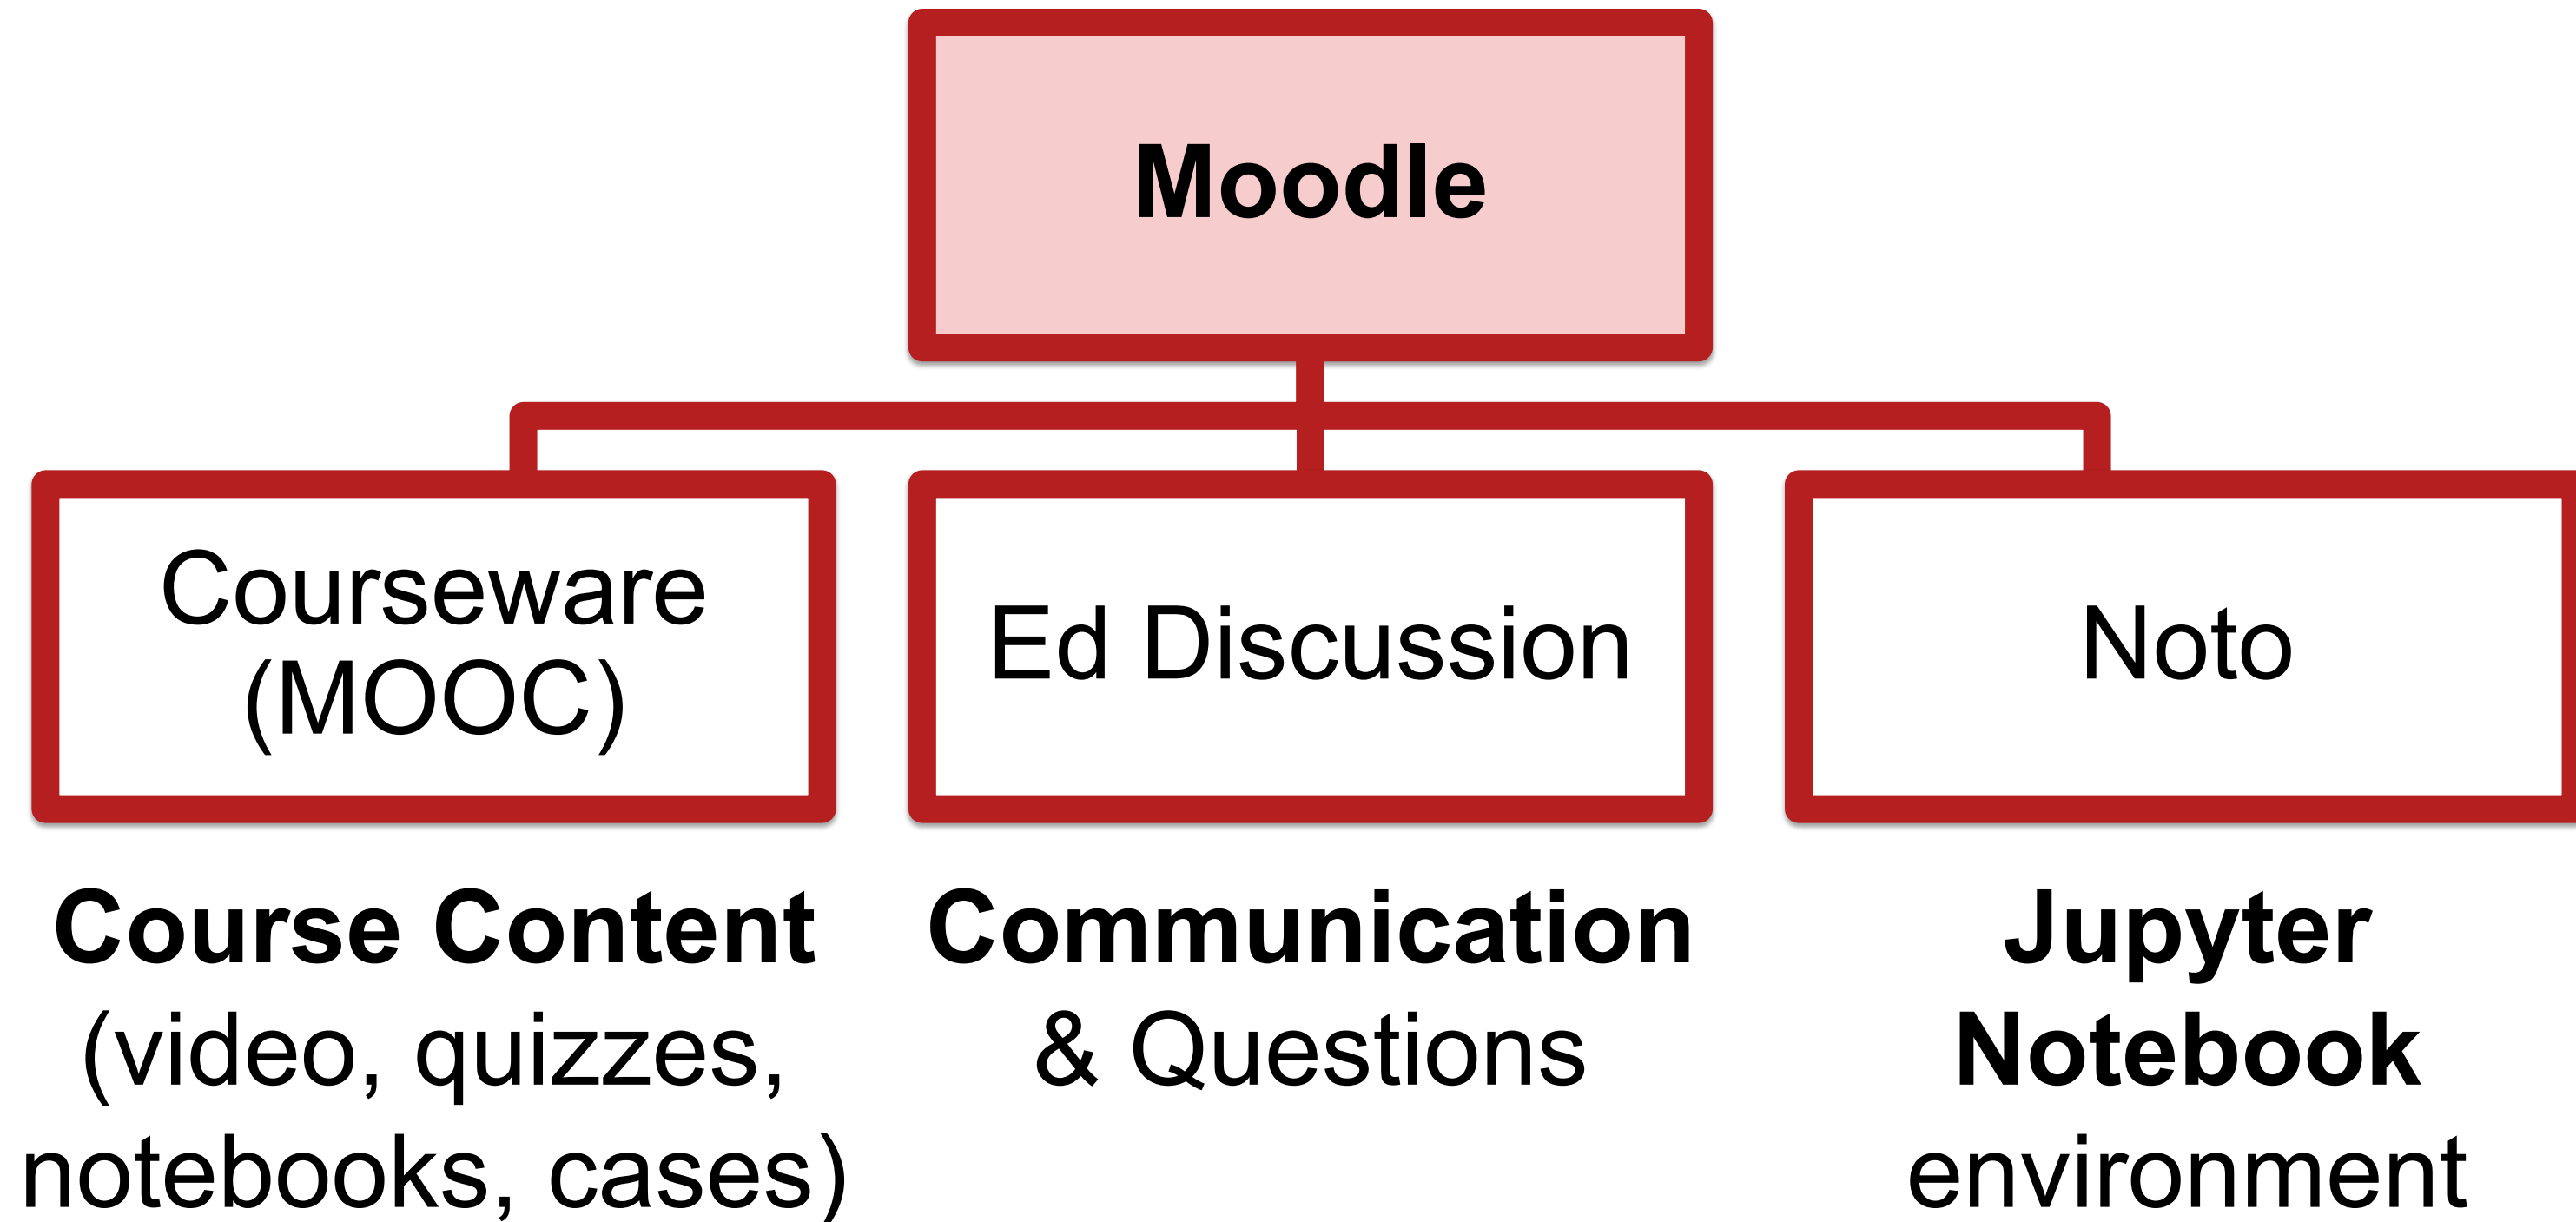 Moodle
Courseware
(MOOC)
Ed Discussion
Noto
Course Content
(video, quizzes,
notebooks, cases)
Communication
& Questions
Jupyter
Notebook
environment